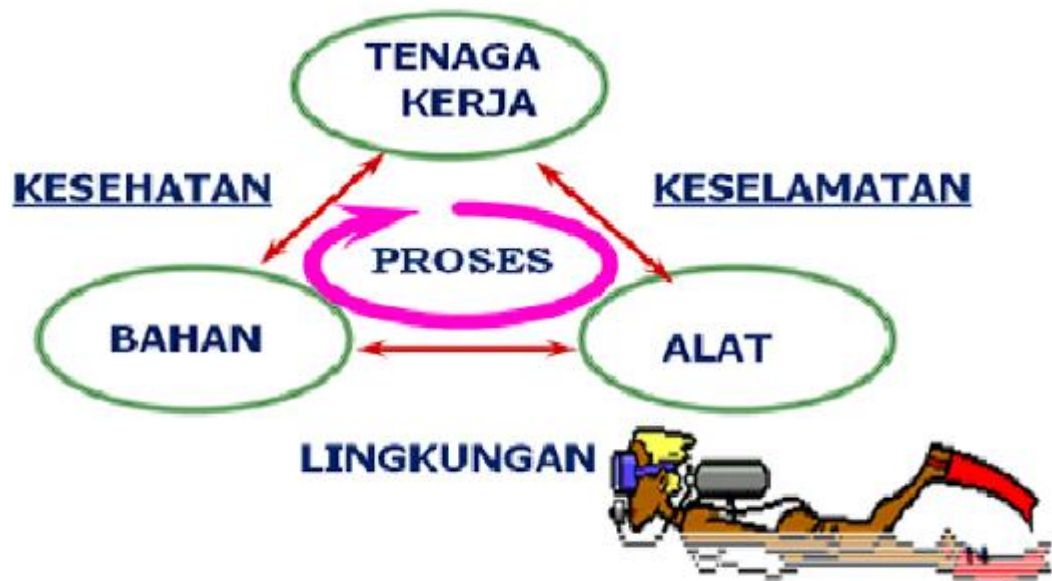 TENAGA
KERJA
KESEHATAN
KESELAMATAN
PROSES
BAHAN
ALAT
LINGKUNGAN